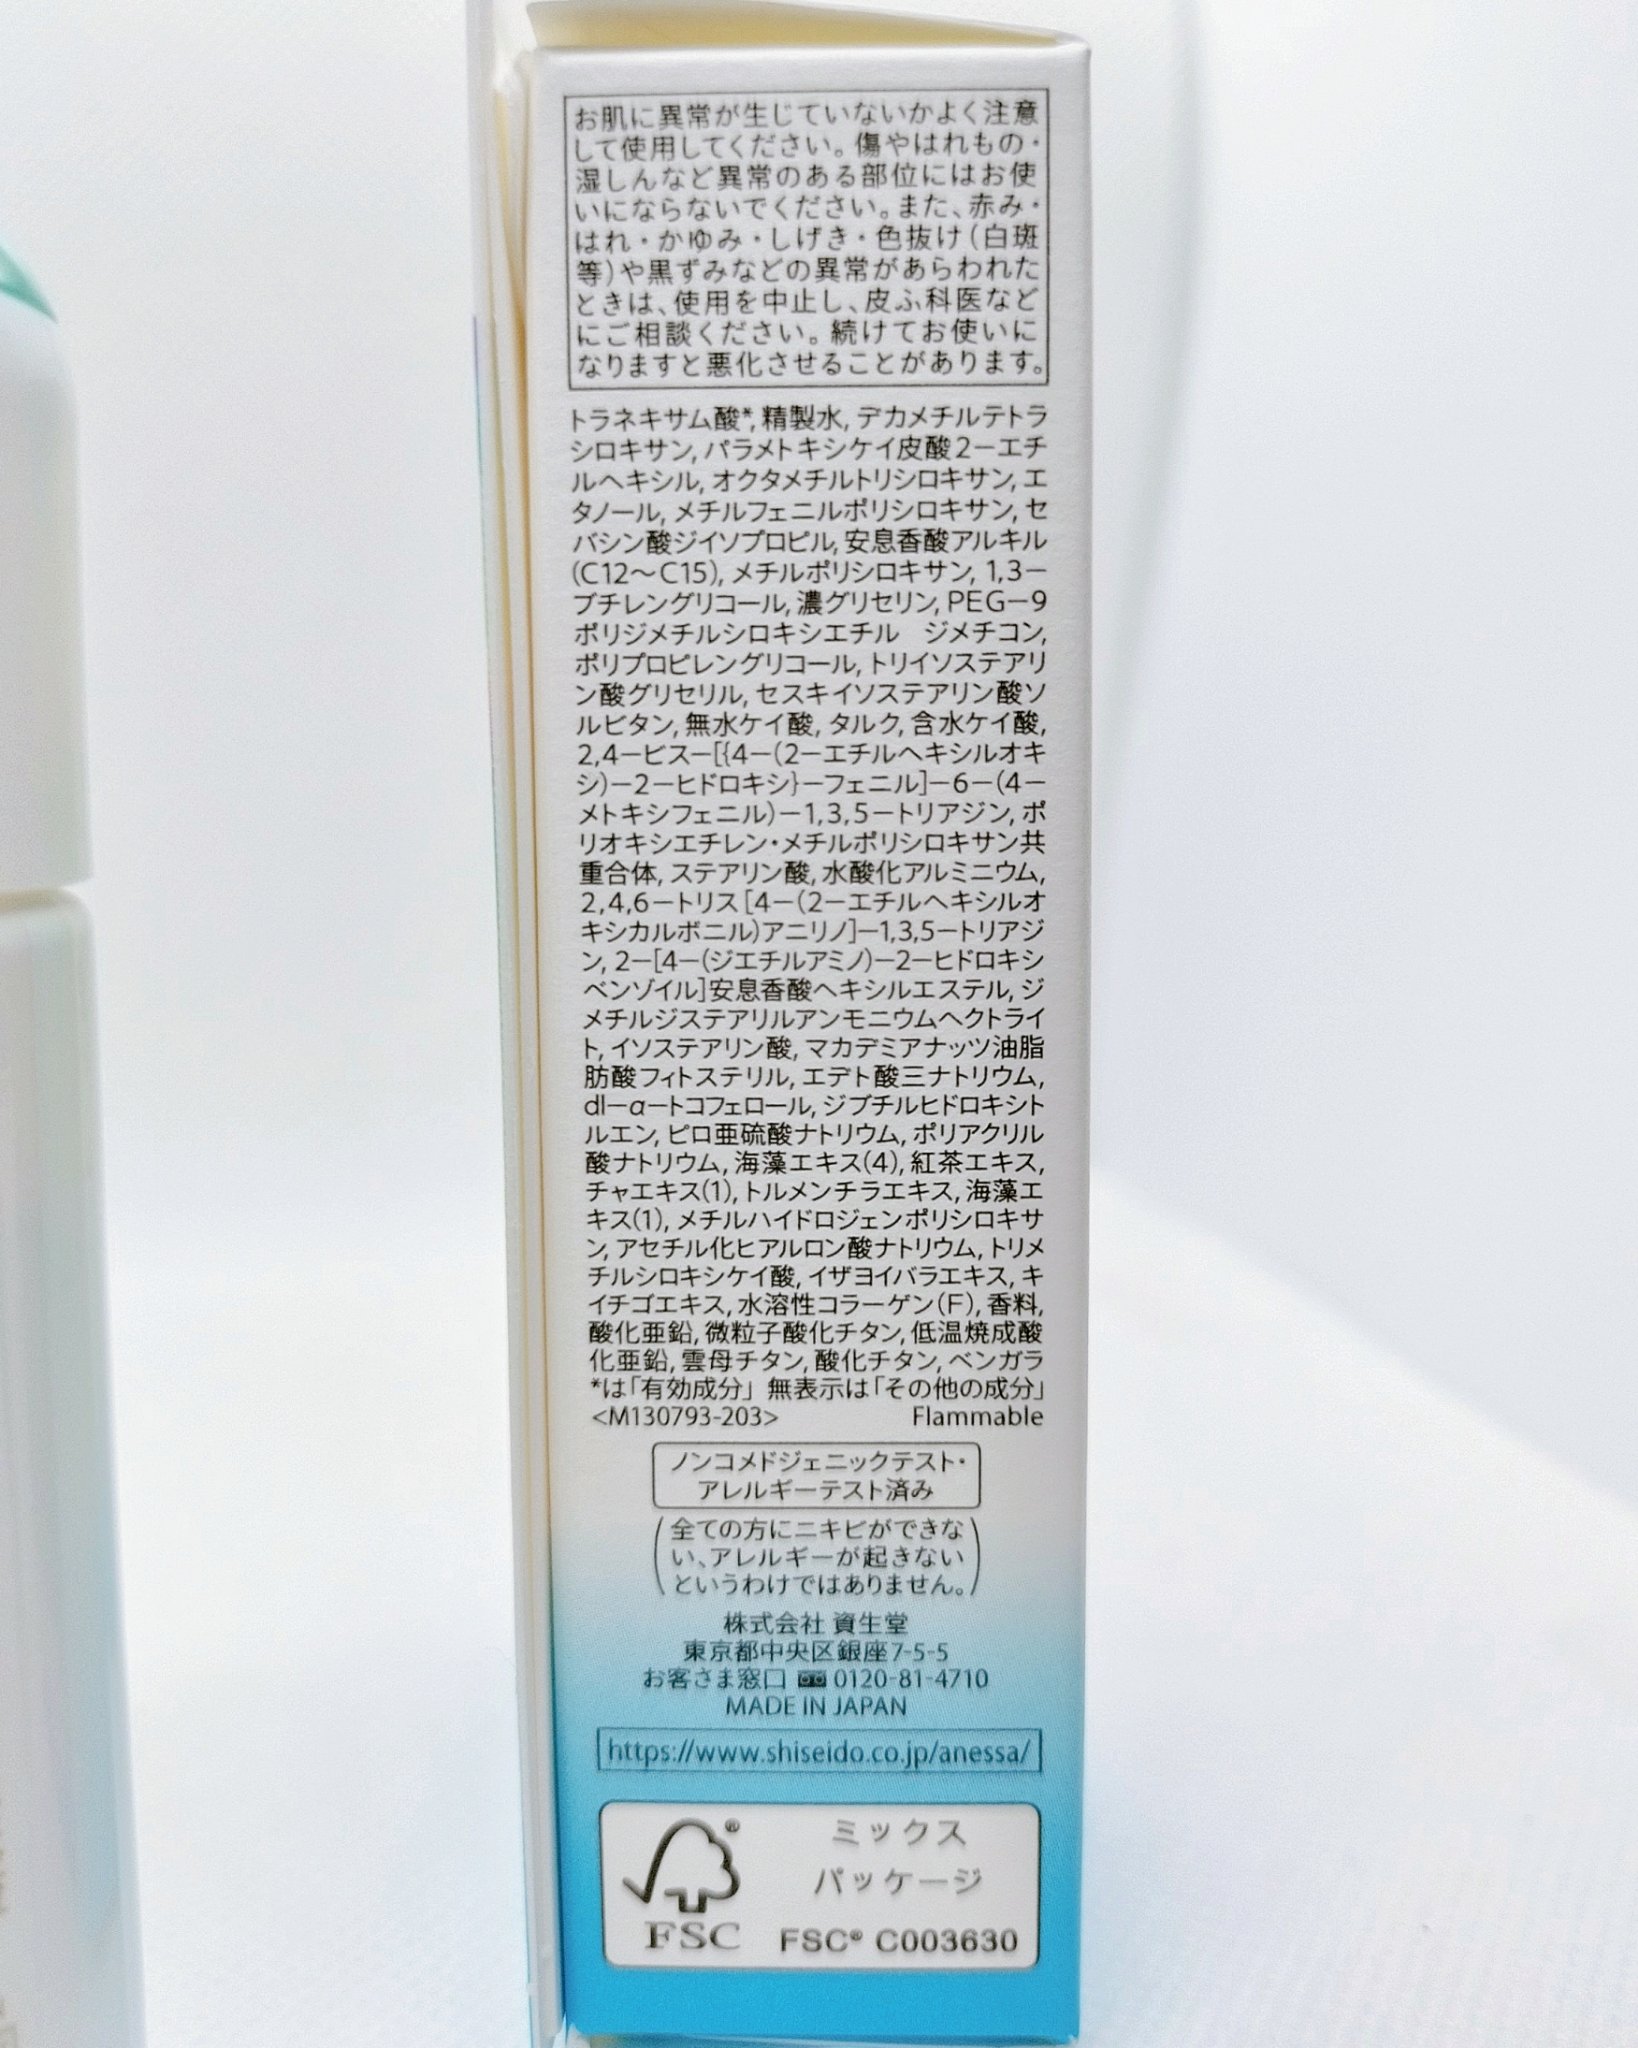 お肌に異常が生じていないかよく注意
して使用してください。傷やはれもの・
湿しんなど異常のある部位にはお使
いにならないでください。また、赤み・
はれ・かゆみ・しげき・色抜け(白斑
等)や黒ずみなどの異常があらわれた
ときは、使用を中止し、皮ふ科医など
にご相談ください。続けてお使いに
なりますと悪化させることがあります。
トラネキサム酸*, 精製水, デカメチルテトラ
シロキサン, パラメトキシケイ皮酸2-エチ
ルヘキシル, オクタメチルトリシロキサン, エ
タノール, メチルフェニルポリシロキサン, セ
バシン酸ジイソプロピル, 安息香酸アルキル
(C12〜C15), メチルポリシロキサン, 1,3-
ブチレングリコール, 濃グリセリン, PEG-9
ポリジメチルシロキシエチル ジメチコン,
ポリプロピレングリコール, トリイソステアリ
ン酸グリセリル, セスキイソステアリン酸ソ
ルビタン, 無水ケイ酸, タルク, 含水ケイ酸,
2,4-ビス-[{4-(2-エチルヘキシルオキ
シ)-2-ヒドロキシ}-フェニル]-6-(4-
メトキシフェニル)-1,3,5-トリアジン, ポ
リオキシエチレン・メチルポリシロキサン共
重合体, ステアリン酸, 水酸化アルミニウム,
2,4,6-トリス[4-(2-エチルヘキシルオ
キシカルボニル)アニリノ]-1,3,5-トリアジ
ン, 2-[4-(ジエチルアミノ)-2-ヒドロキシ
ベンゾイル]安息香酸ヘキシルエステル, ジ
メチルジステアリルアンモニウムヘクトライ
ト, イソステアリン酸, マカデミアナッツ油脂
肪酸フィトステリル, エデト酸三ナトリウム,
dl-α-トコフェロール, ジブチルヒドロキシト
ルエン, ピロ亜硫酸ナトリウム, ポリアクリル
酸ナトリウム, 海藻エキス(4), 紅茶エキス,
チャエキス(1), トルメンチラエキス, 海藻エ
キス(1), メチルハイドロジェンポリシロキサ
ン, アセチル化ヒアルロン酸ナトリウム, トリメ
チルシロキシケイ酸, イザヨイバラエキス, キ
イチゴエキス, 水溶性コラーゲン(F), 香料,
酸化亜鉛, 微粒子酸化チタン, 低温焼成酸
化亜鉛, 雲母チタン, 酸化チタン, ベンガラ
*は「有効成分」 無表示は「その他の成分」
<M130793-203> Flammable
ノンコメドジェニックテスト・
アレルギーテスト済み
(全ての方にニキビができな
い、アレルギーが起きない
というわけではありません。)
株式会社 資生堂
東京都中央区銀座7-5-5
お客さま窓口 0120-81-4710
MADE IN JAPAN
https://www.shiseido.co.jp/anessa/
ミックス
パッケージ
FSC
FSC® C003630